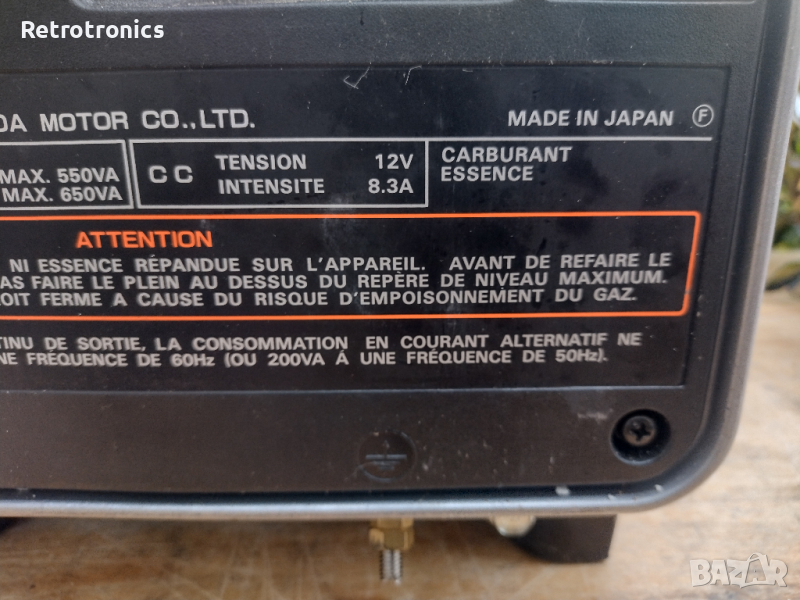 Retrotronics
DA MOTOR CO.,LTD.
MADE IN JAPAN F
MAX. 550VA
MAX. 650VA
CC TENSION 12V
INTENSITE 8.3A
CARBURANT
ESSENCE
ATTENTION
NI ESSENCE RÉPANDUE SUR L'APPAREIL. AVANT DE REFAIRE LE
AS FAIRE LE PLEIN AU DESSUS DU REPÈRE DE NIVEAU MAXIMUM.
OIT FERME A CAUSE DU RISQUE D'EMPOISONNEMENT DU GAZ.
TINU DE SORTIE, LA CONSOMMATION EN COURANT ALTERNATIF NE
NE FRÉQUENCE DE 60Hz (OU 200VA À UNE FRÉQUENCE DE 50Hz).
BAZAR